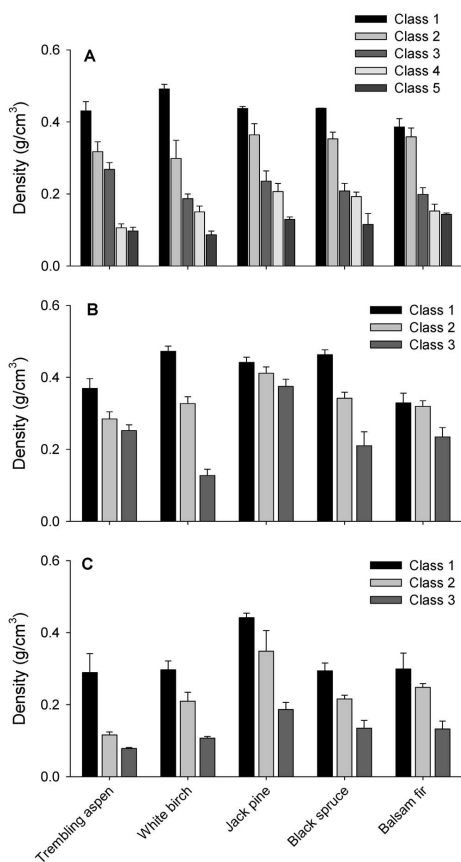 A
Class 1
Class 2
Class 3
Class 4
Class 5
Density (g/cm³)
0.6
0.4
0.2
0.0
B
Class 1
Class 2
Class 3
Density (g/cm³)
0.6
0.4
0.2
0.0
C
Class 1
Class 2
Class 3
Density (g/cm³)
0.6
0.4
0.2
0.0
Trembling aspen
White birch
Jack pine
Black spruce
Balsam fir